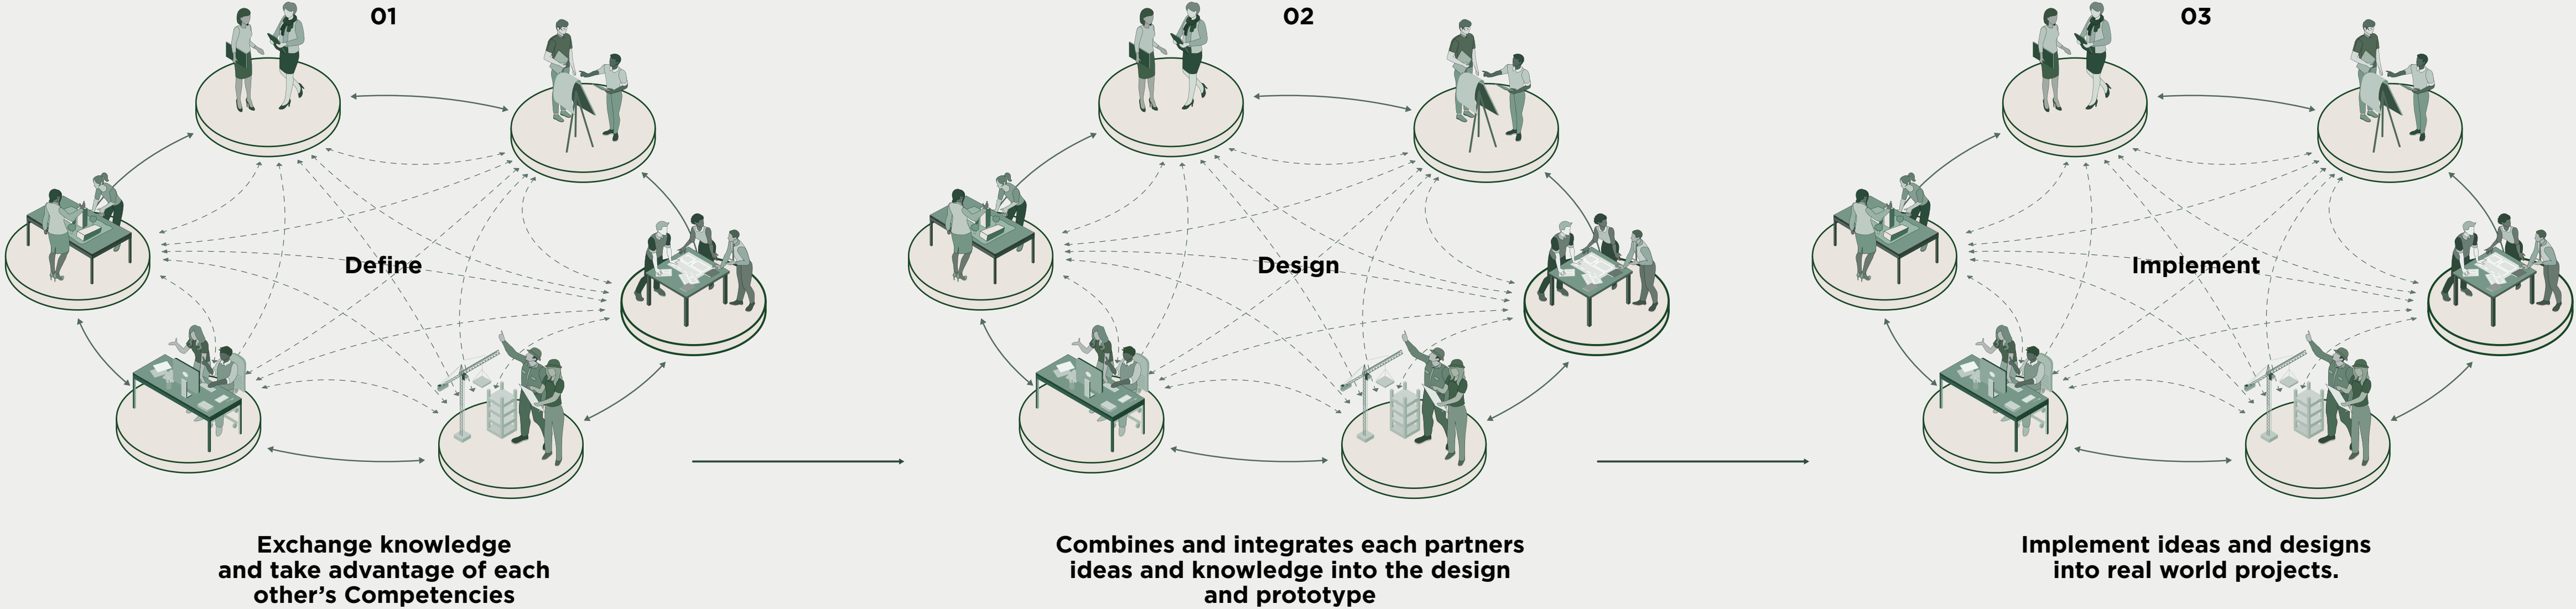 01
Define
Exchange knowledge
and take advantage of each
other's Competencies
02
Design
Combines and integrates each partners
ideas and knowledge into the design
and prototype
03
Implement
Implement ideas and designs
into real world projects.